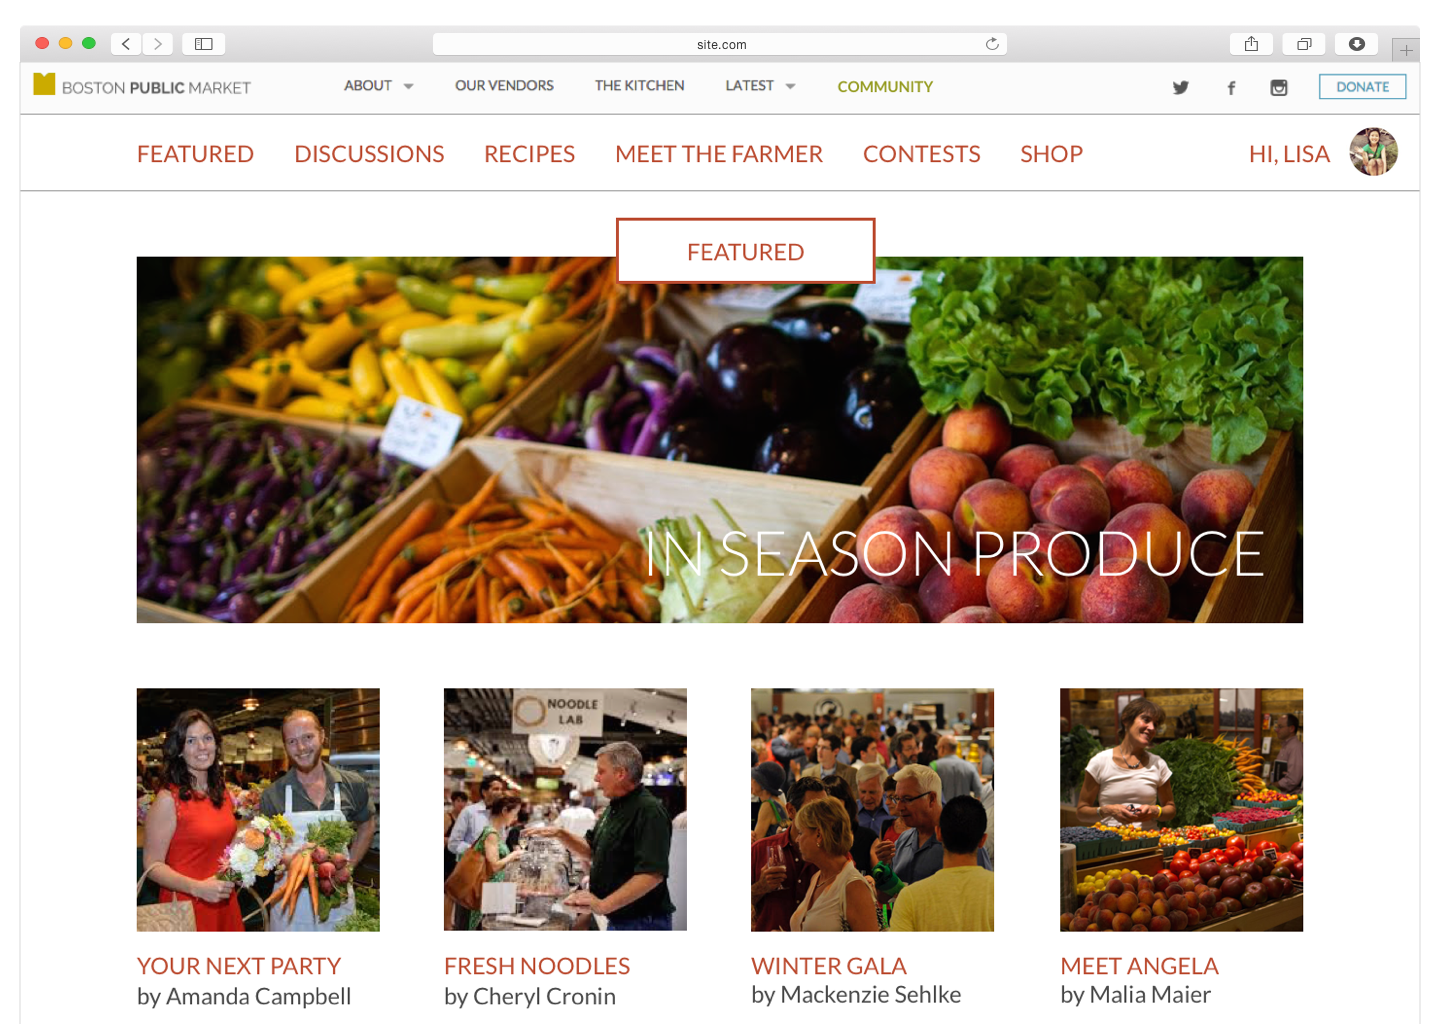 site.com
BOSTON PUBLIC MARKET
ABOUT
OUR VENDORS
THE KITCHEN
LATEST
COMMUNITY
DONATE
FEATURED
DISCUSSIONS
RECIPES
MEET THE FARMER
CONTESTS
SHOP
HI, LISA
FEATURED
IN SEASON PRODUCE
NOODLE
LAB
YOUR NEXT PARTY
by Amanda Campbell
FRESH NOODLES
by Cheryl Cronin
WINTER GALA
by Mackenzie Sehlke
MEET ANGELA
by Malia Maier